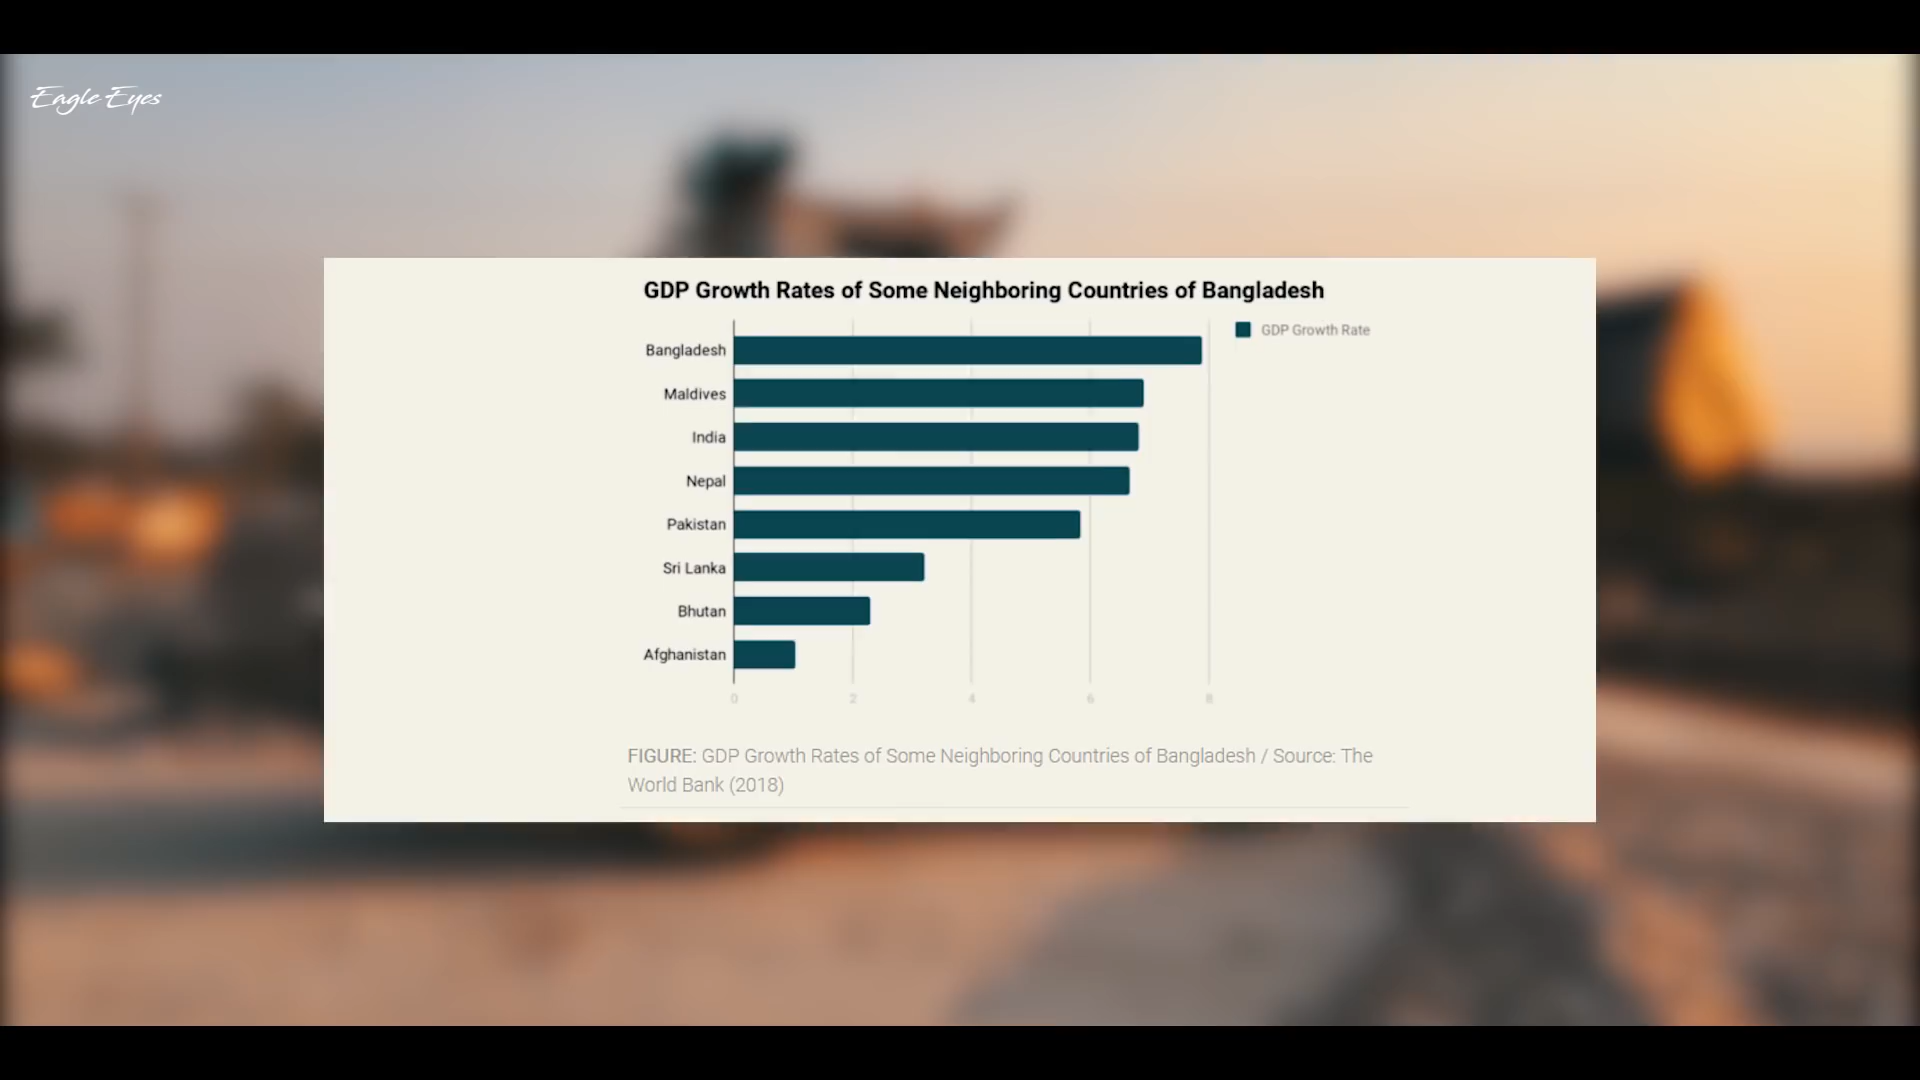 Eagle Eyes
GDP Growth Rates of Some Neighboring Countries of Bangladesh
GDP Growth Rate
Bangladesh
Maldives
India
Nepal
Pakistan
Sri Lanka
Bhutan
Afghanistan
0 2 4 6 8
FIGURE: GDP Growth Rates of Some Neighboring Countries of Bangladesh / Source: The
World Bank (2018)